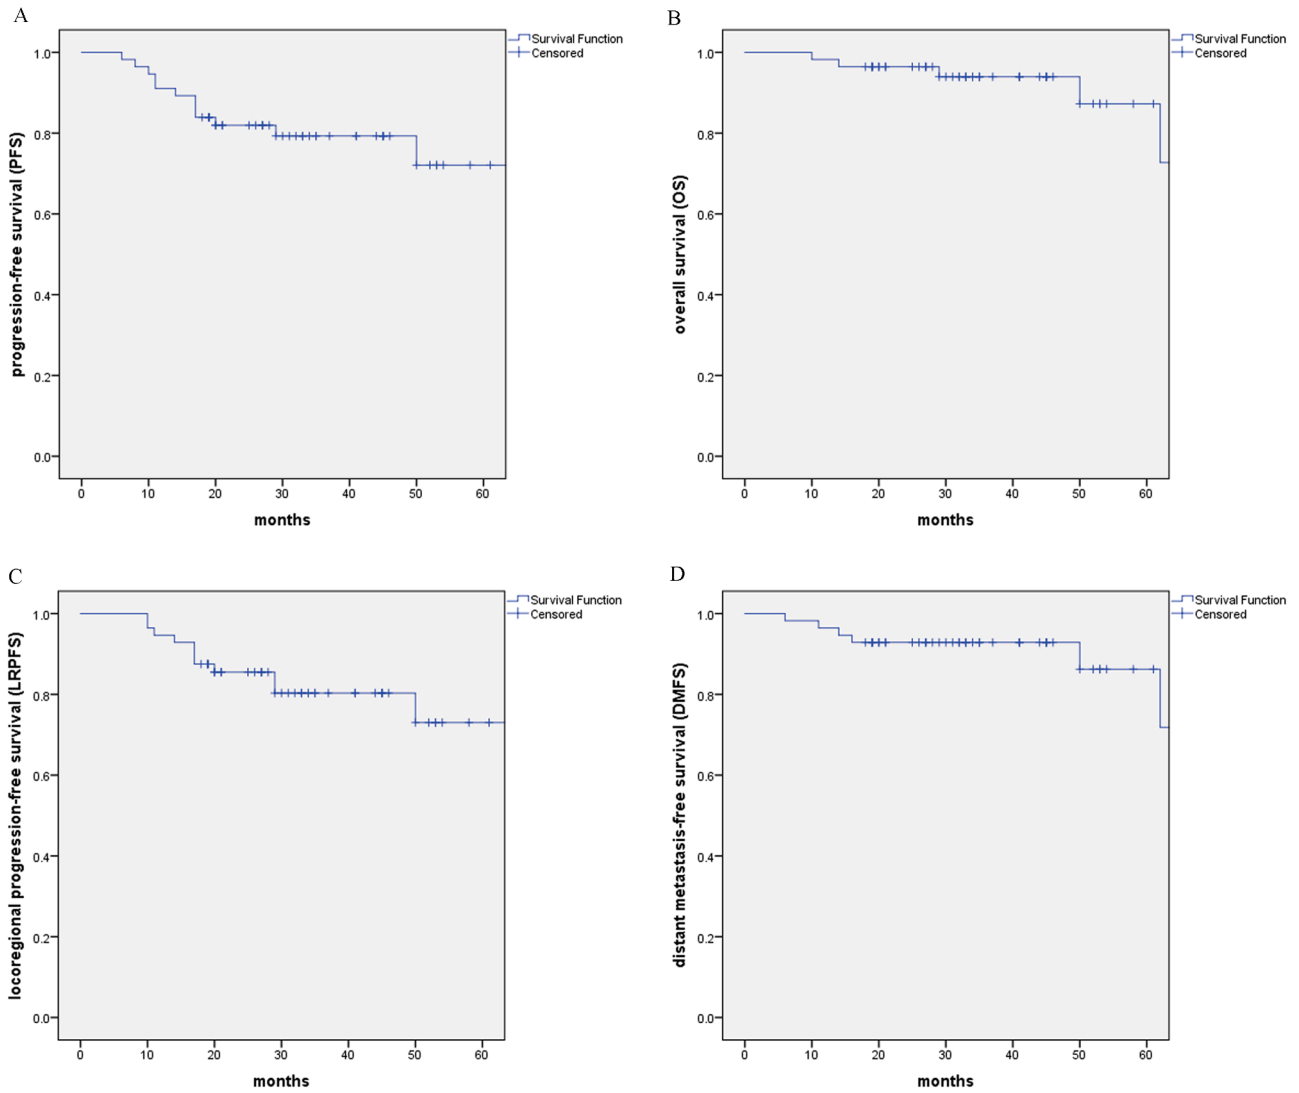 A
Survival Function
Censored
1.0
0.8
0.6
0.4
0.2
0.0
progression-free survival (PFS)
0 10 20 30 40 50 60
months
B
Survival Function
Censored
1.0
0.8
0.6
0.4
0.2
0.0
overall survival (OS)
0 10 20 30 40 50 60
months
C
Survival Function
Censored
1.0
0.8
0.6
0.4
0.2
0.0
locoregional progression-free survival (LRPFS)
0 10 20 30 40 50 60
months
D
Survival Function
Censored
1.0
0.8
0.6
0.4
0.2
0.0
distant metastasis-free survival (DMFS)
0 10 20 30 40 50 60
months